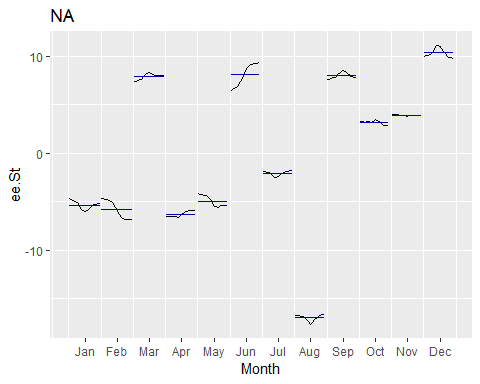 NA
10
0
-10
ee.St
Jan Feb Mar Apr May Jun Jul Aug Sep Oct Nov Dec
Month